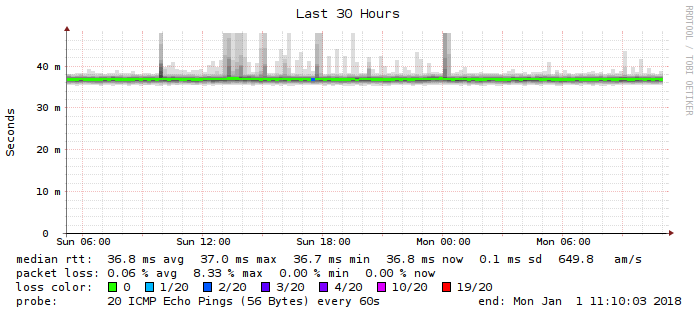 Last 30 Hours
RRDTOOL / TOBI OETIKER
Seconds
40 m
30 m
20 m
10 m
0
Sun 06:00 Sun 12:00 Sun 18:00 Mon 00:00 Mon 06:00
median rtt: 36.8 ms avg 37.0 ms max 36.7 ms min 36.8 ms now 0.1 ms sd 649.8 am/s
packet loss: 0.06 % avg 8.33 % max 0.00 % min 0.00 % now
loss color: 0 1/20 2/20 3/20 4/20 10/20 19/20
probe: 20 ICMP Echo Pings (56 Bytes) every 60s end: Mon Jan 1 11:10:03 2018